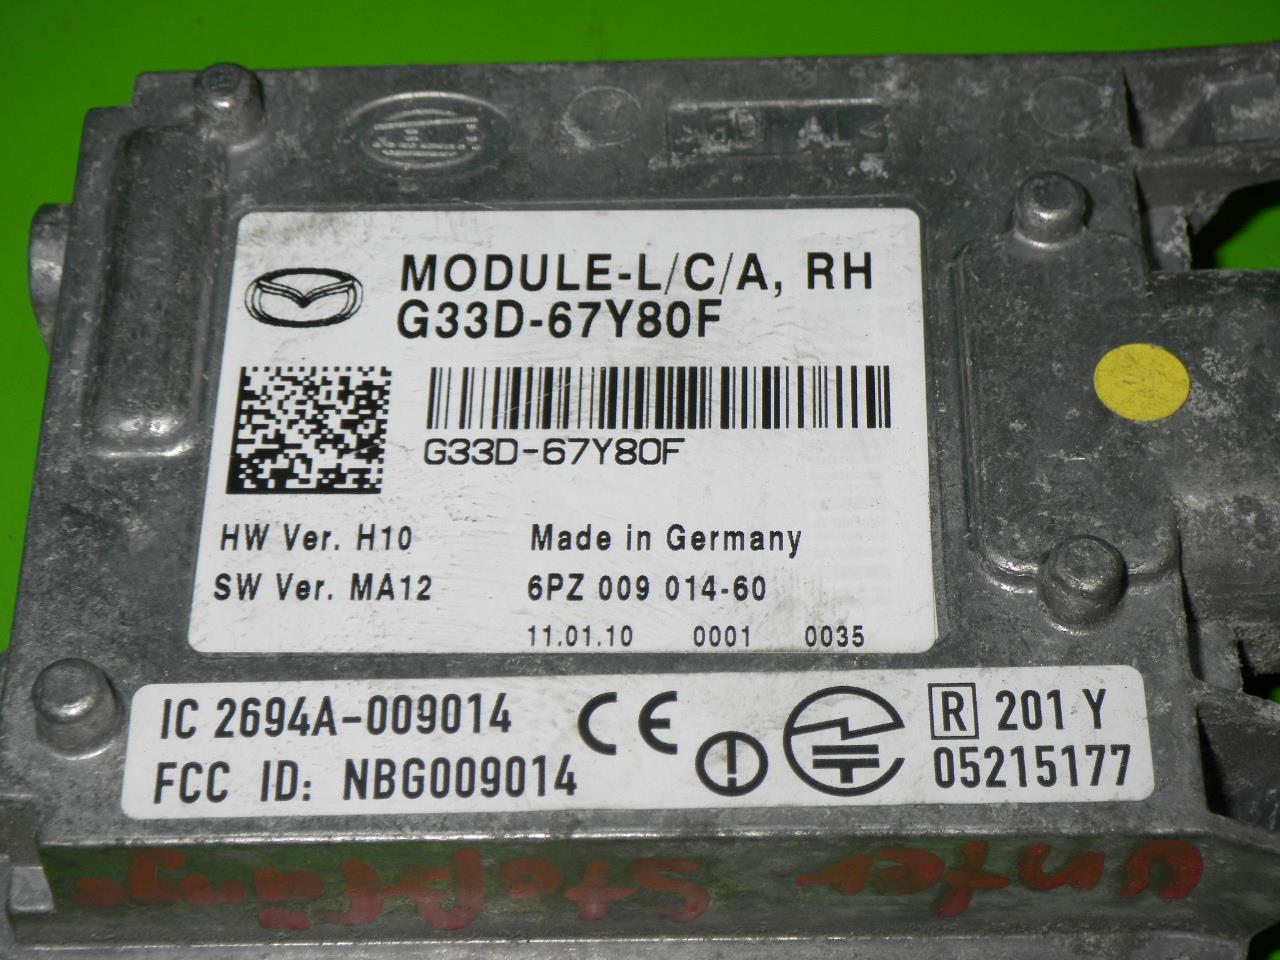 MODULE-L/C/A, RH
G33D-67Y80F
G33D-67Y80F
HW Ver. H10
Made in Germany
SW Ver. MA12
6PZ 009 014-60
11.01.10 0001 0035
IC 2694A-009014
CE
R 201 Y
FCC ID: NBG009014
05215177
unter